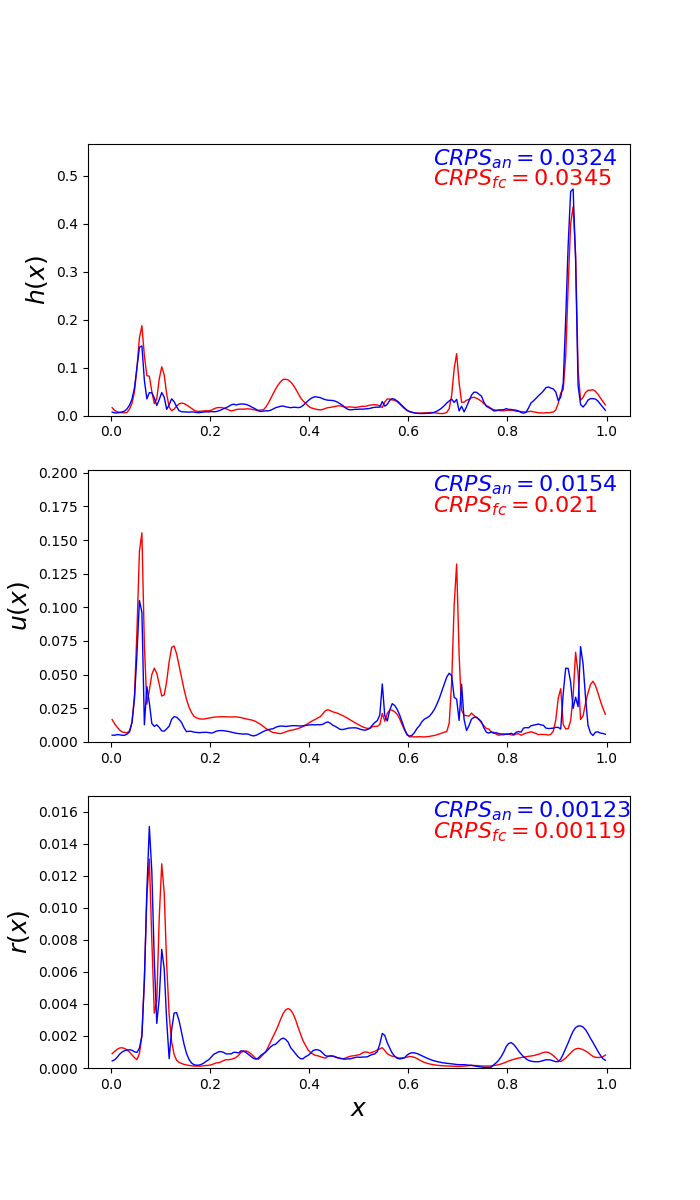 CRPS_an = 0.0324
CRPS_fc = 0.0345
h(x)
0.5
0.4
0.3
0.2
0.1
0.0
0.0 0.2 0.4 0.6 0.8 1.0
CRPS_an = 0.0154
CRPS_fc = 0.021
u(x)
0.200
0.175
0.150
0.125
0.100
0.075
0.050
0.025
0.000
0.0 0.2 0.4 0.6 0.8 1.0
CRPS_an = 0.00123
CRPS_fc = 0.00119
r(x)
0.016
0.014
0.012
0.010
0.008
0.006
0.004
0.002
0.000
0.0 0.2 0.4 0.6 0.8 1.0
x